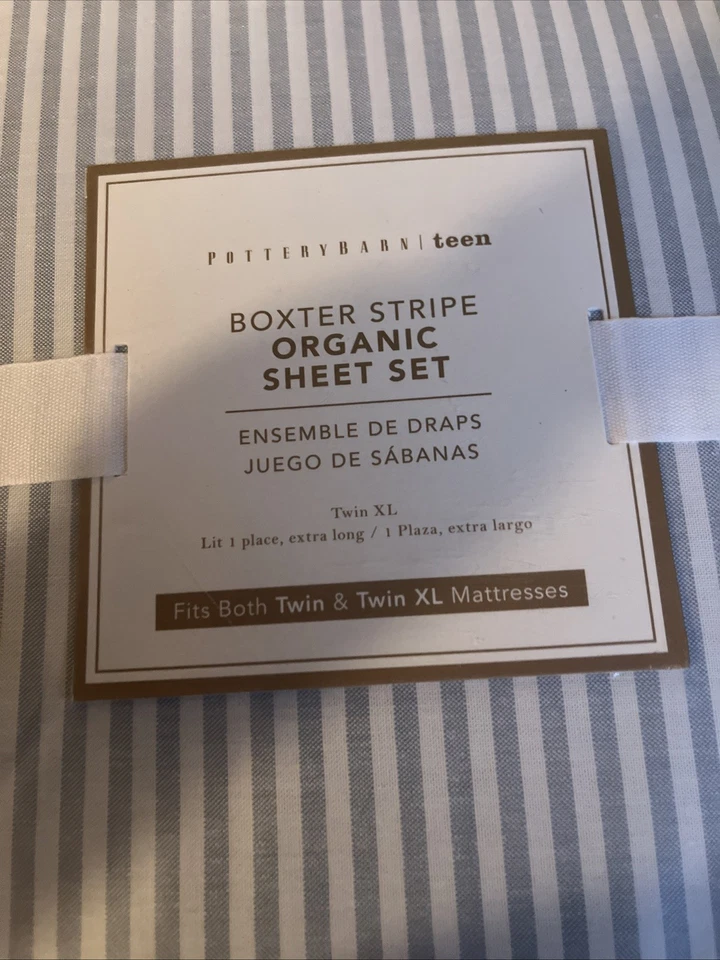 POTTERYBARN | teen
BOXTER STRIPE
ORGANIC
SHEET SET
ENSEMBLE DE DRAPS
JUEGO DE SÁBANAS
Twin XL
Lit 1 place, extra long / 1 Plaza, extra largo
Fits Both Twin & Twin XL Mattresses